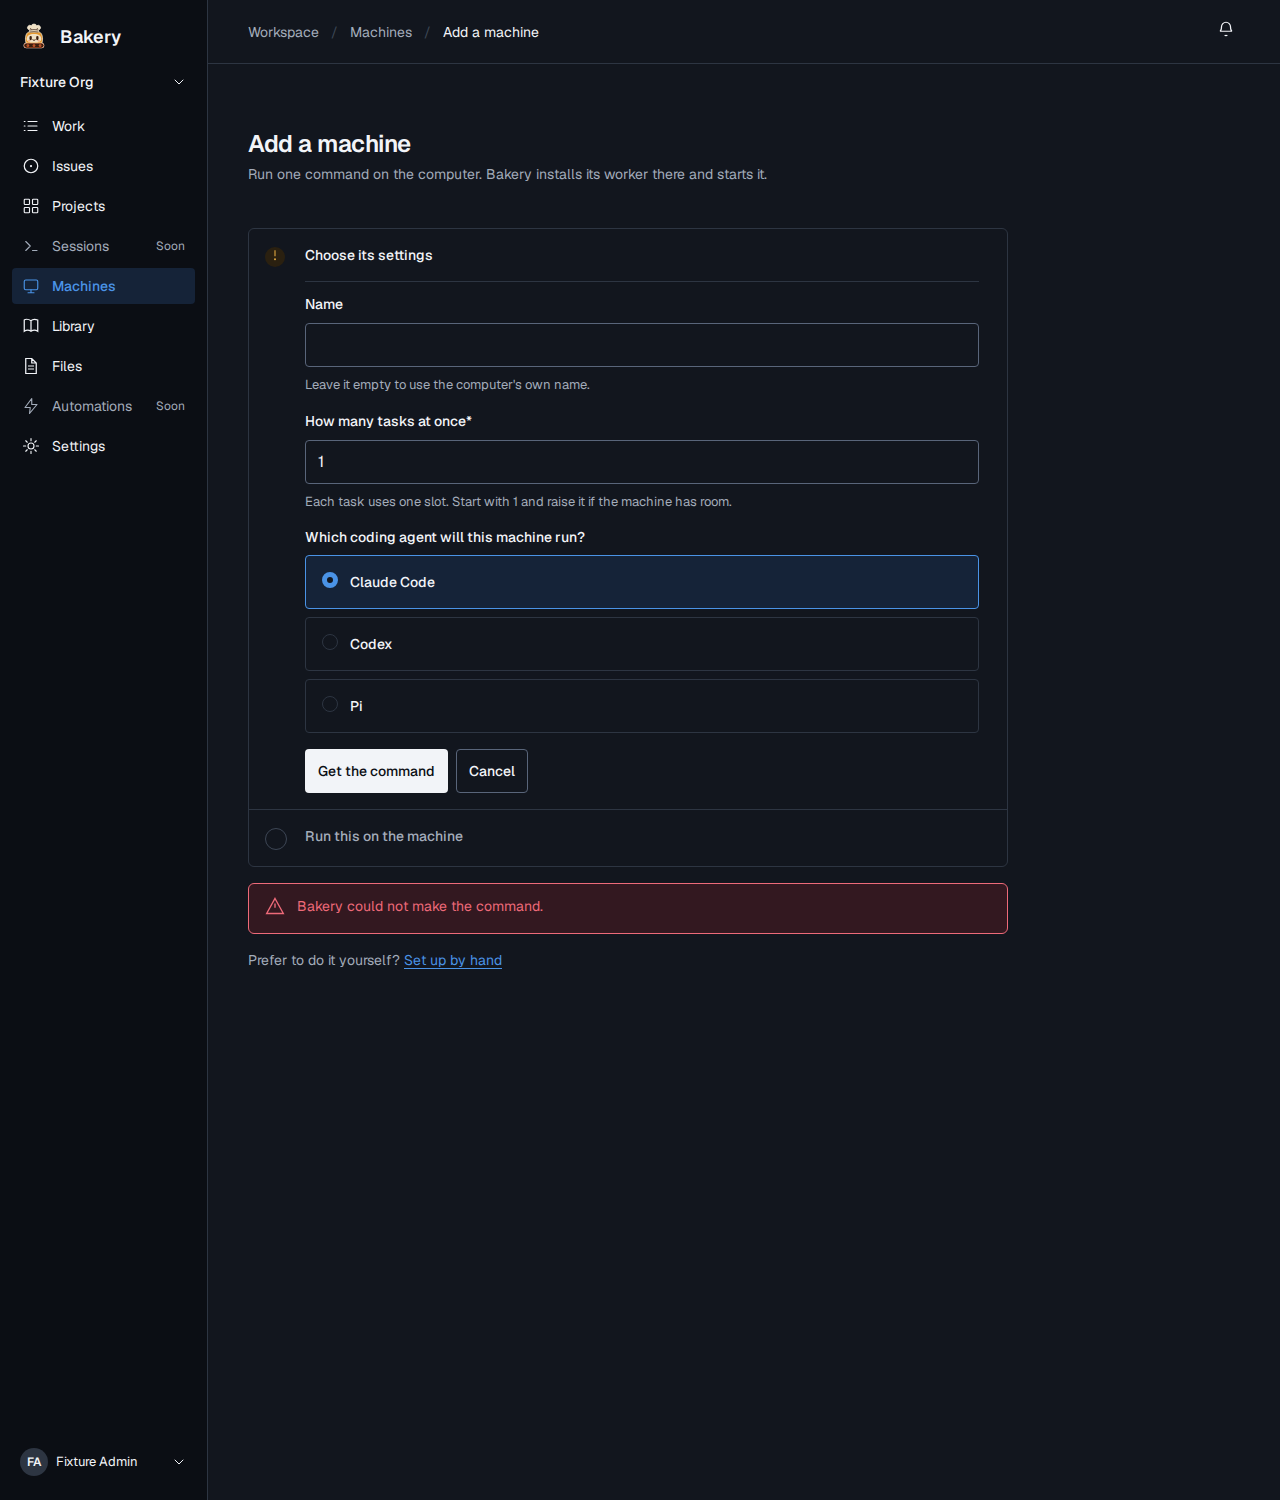 Bakery
Fixture Org
Work
Issues
Projects
Sessions Soon
Machines
Library
Files
Automations Soon
Settings
FA Fixture Admin
Workspace / Machines / Add a machine
Add a machine
Run one command on the computer. Bakery installs its worker there and starts it.
! Choose its settings
Name
Leave it empty to use the computer's own name.
How many tasks at once*
1
Each task uses one slot. Start with 1 and raise it if the machine has room.
Which coding agent will this machine run?
Claude Code
Codex
Pi
Get the command Cancel
Run this on the machine
Bakery could not make the command.
Prefer to do it yourself? Set up by hand